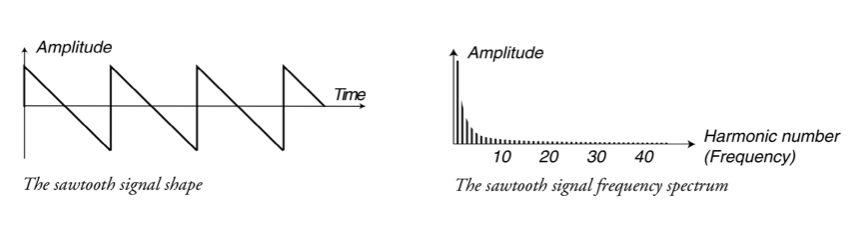 Amplitude
Time
The sawtooth signal shape
Amplitude
Harmonic number
(Frequency)
10 20 30 40
The sawtooth signal frequency spectrum